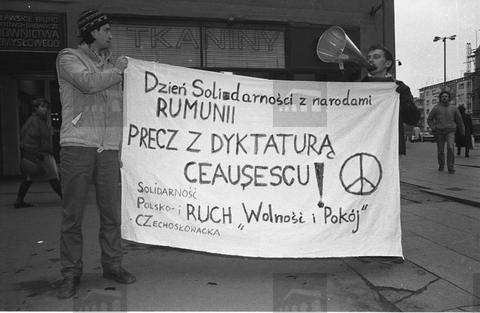 TKANINY
Dzień Solidarności z narodami
RUMUNII
PRECZ Z DYKTATURĄ
CEAUŞESCU!
SOLIDARNOŚĆ
POLSKO-I
CZECHOSŁOWACKA
RUCH "Wolność i Pokój"